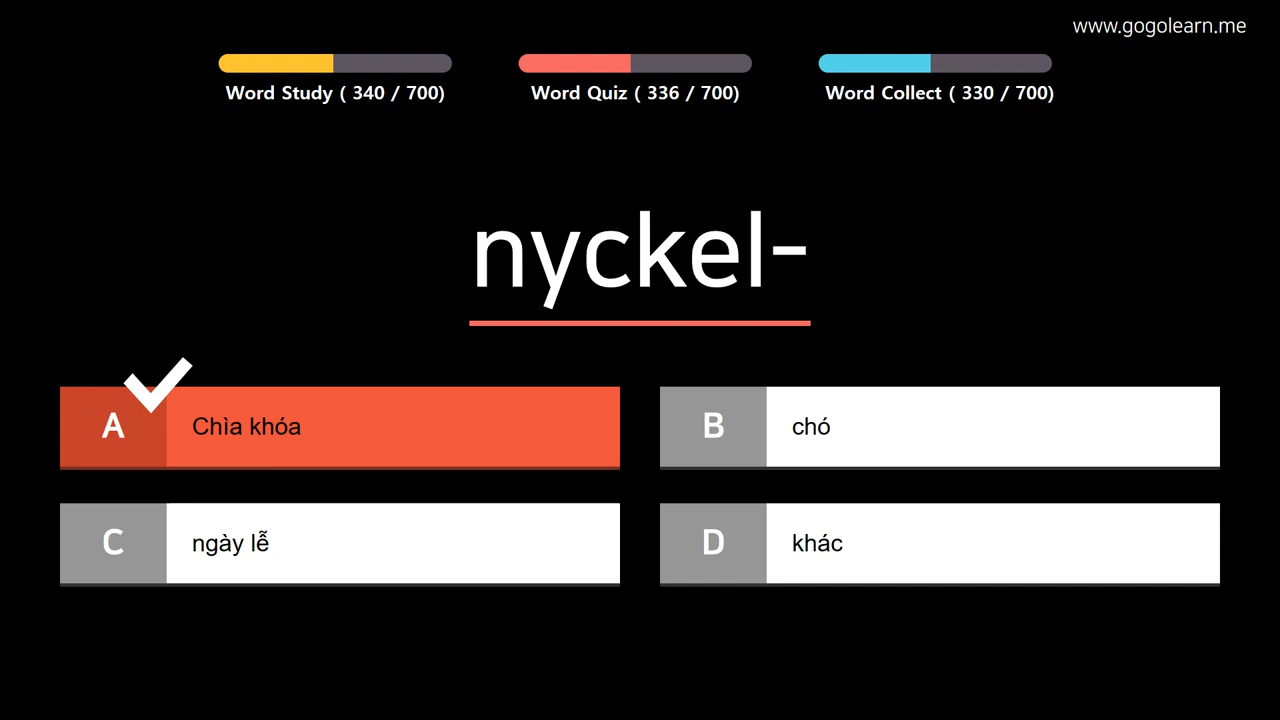 www.gogolearn.me
Word Study ( 340 / 700)
Word Quiz ( 336 / 700)
Word Collect ( 330 / 700)
nyckel-
A Chìa khóa
B chó
C ngày lễ
D khác